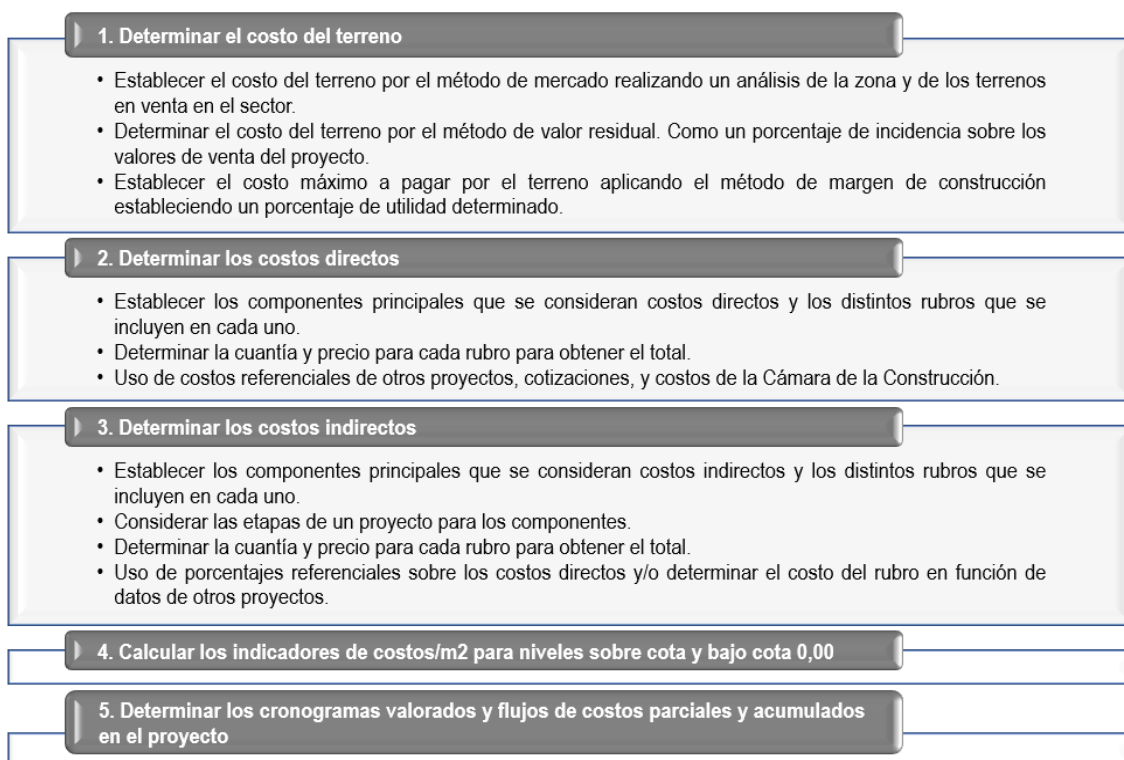 1. Determinar el costo del terreno
• Establecer el costo del terreno por el método de mercado realizando un análisis de la zona y de los terrenos
en venta en el sector.
• Determinar el costo del terreno por el método de valor residual. Como un porcentaje de incidencia sobre los
valores de venta del proyecto.
• Establecer el costo máximo a pagar por el terreno aplicando el método de margen de construcción
estableciendo un porcentaje de utilidad determinado.
2. Determinar los costos directos
• Establecer los componentes principales que se consideran costos directos y los distintos rubros que se
incluyen en cada uno.
• Determinar la cuantía y precio para cada rubro para obtener el total.
• Uso de costos referenciales de otros proyectos, cotizaciones, y costos de la Cámara de la Construcción.
3. Determinar los costos indirectos
• Establecer los componentes principales que se consideran costos indirectos y los distintos rubros que se
incluyen en cada uno.
• Considerar las etapas de un proyecto para los componentes.
• Determinar la cuantía y precio para cada rubro para obtener el total.
• Uso de porcentajes referenciales sobre los costos directos y/o determinar el costo del rubro en función de
datos de otros proyectos.
4. Calcular los indicadores de costos/m2 para niveles sobre cota y bajo cota 0,00
5. Determinar los cronogramas valorados y flujos de costos parciales y acumulados
en el proyecto